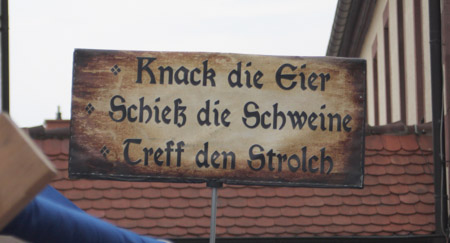 Knack die Eier
Schieß die Schweine
Treff den Strolch